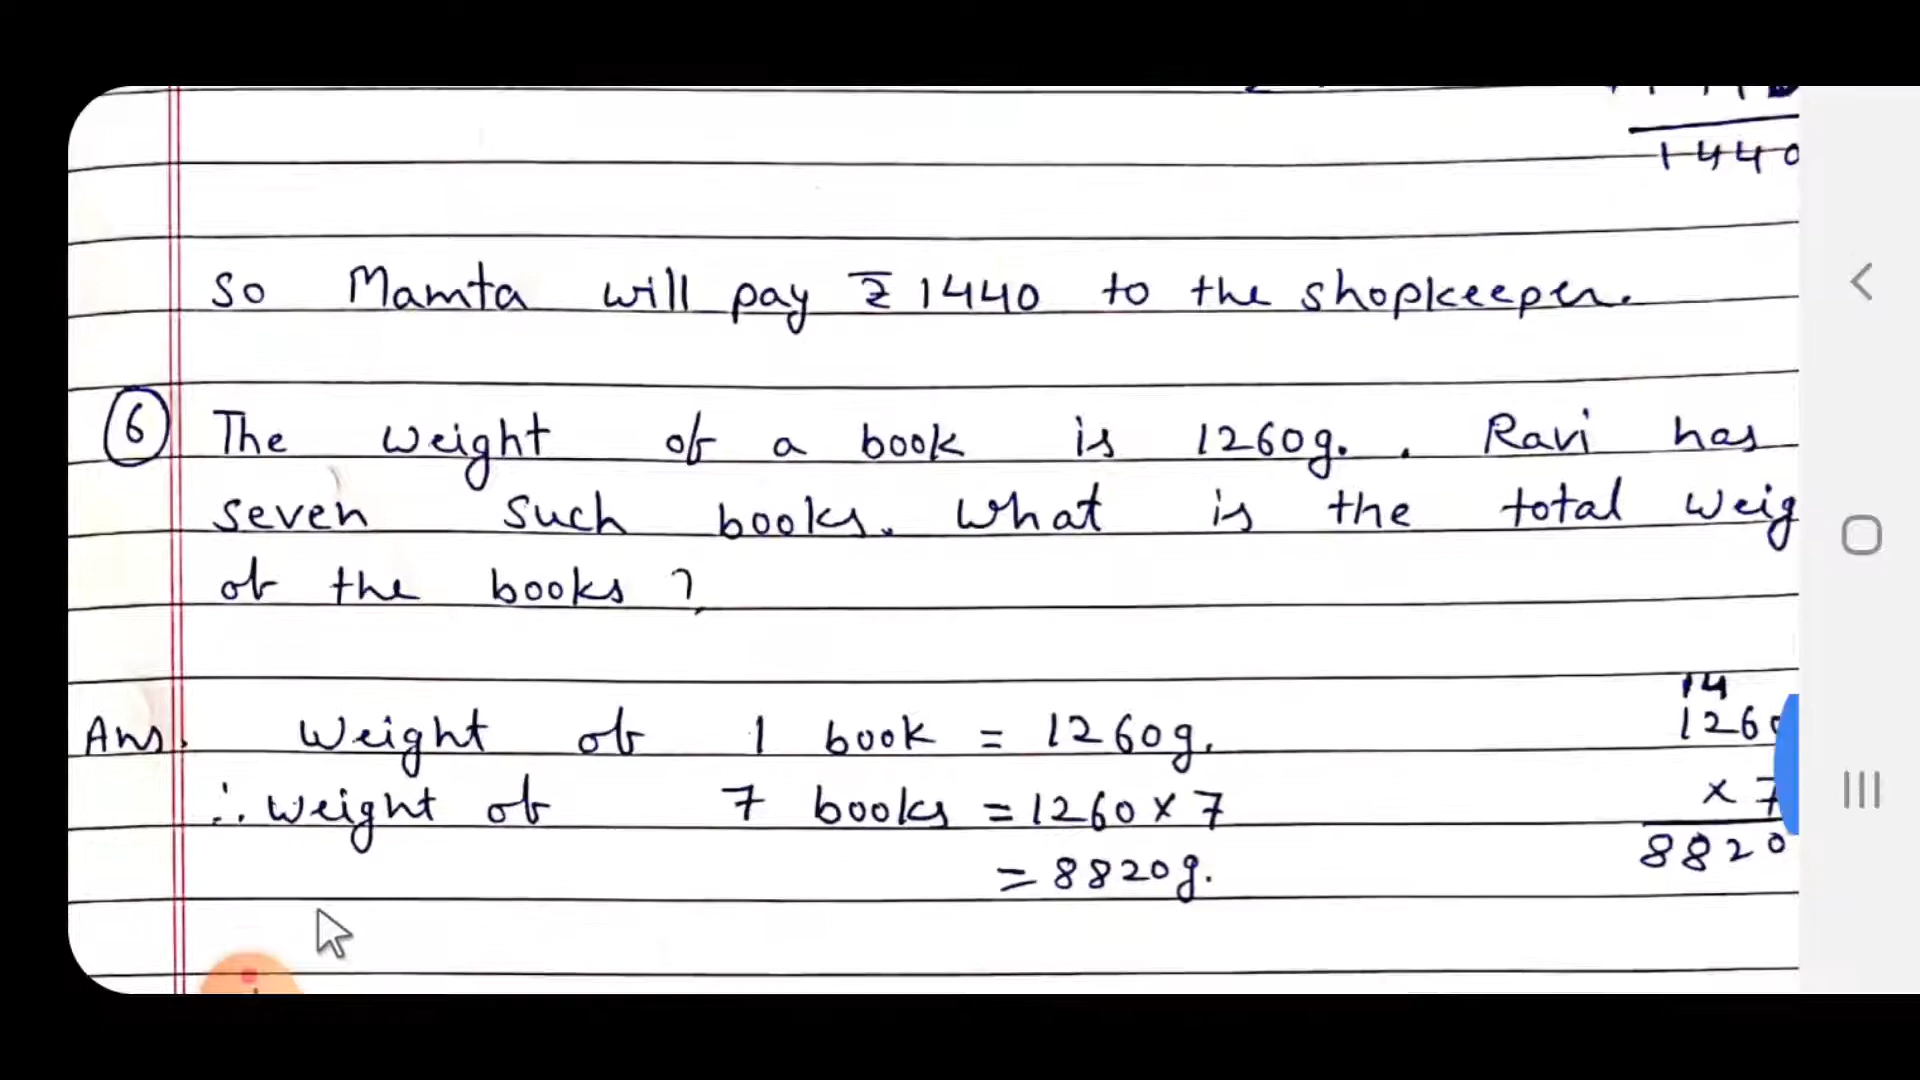 1440
So Mamta will pay ₹ 1440 to the shopkeeper.
6 The weight of a book is 1260g. . Ravi has
seven such books. What is the total weig
of the books ?
14
Ans. Weight of 1 book = 1260g. 1260
∴ weight of 7 books = 1260 × 7 × 7
= 8820g. 8820